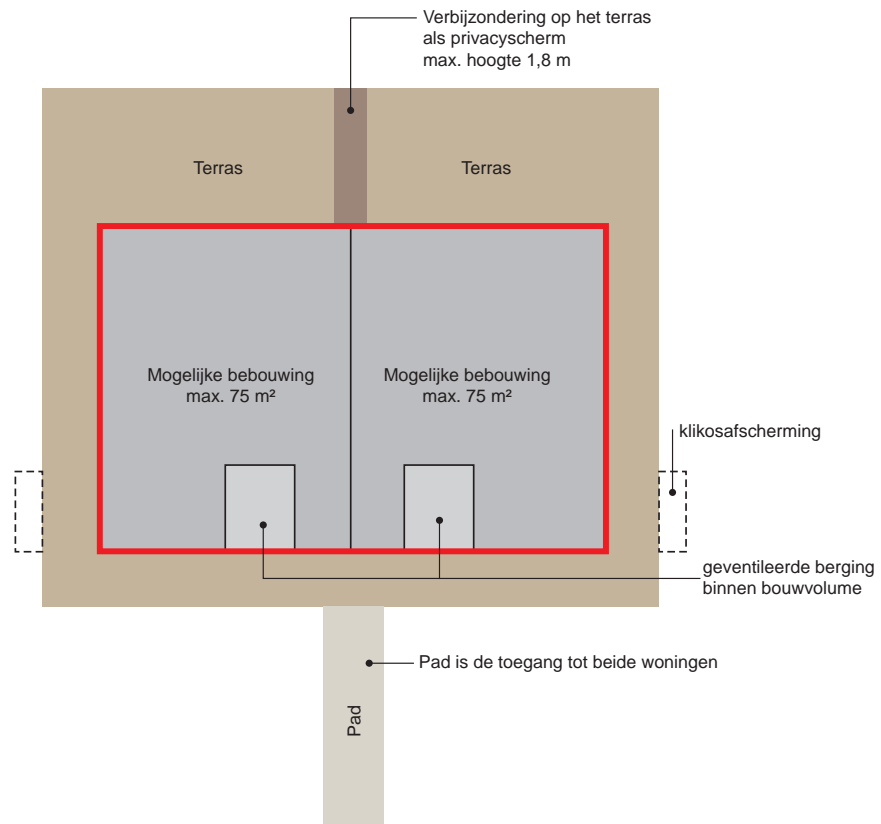 Verbijzondering op het terras
als privacyscherm
max. hoogte 1,8 m
Terras
Terras
Mogelijke bebouwing
max. 75 m²
Mogelijke bebouwing
max. 75 m²
klikosafscherming
geventileerde berging
binnen bouwvolume
Pad is de toegang tot beide woningen
Pad